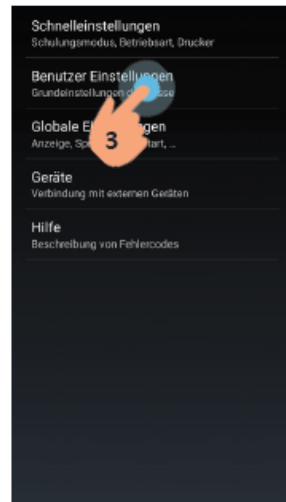 Schnelleinstellungen
Schulungsmodus, Betriebsart, Drucker
Benutzer Einstellungen
Grundeinstellungen
Globale
Anzeige,
3
Geräte
Verbindung mit externen Geräten
Hilfe
Beschreibung von Fehlercodes